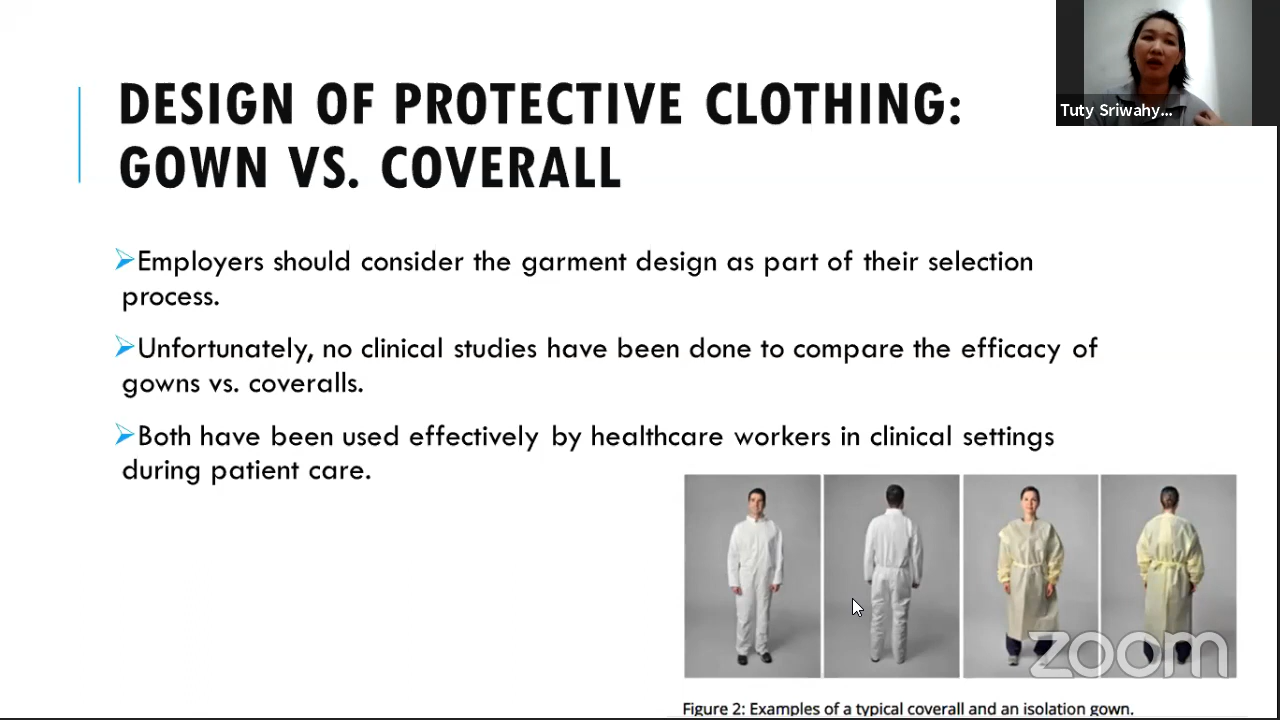 Tuty Sriwahy...
DESIGN OF PROTECTIVE CLOTHING:
GOWN VS. COVERALL
Employers should consider the garment design as part of their selection
process.
Unfortunately, no clinical studies have been done to compare the efficacy of
gowns vs. coveralls.
Both have been used effectively by healthcare workers in clinical settings
during patient care.
zoom
Figure 2: Examples of a typical coverall and an isolation gown.